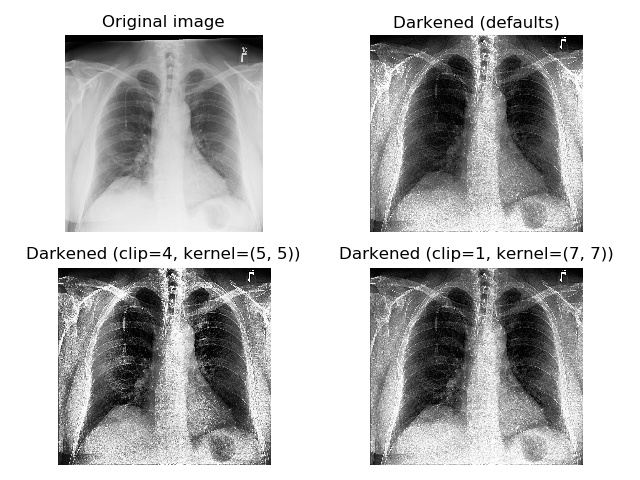 Original image
Darkened (defaults)
Darkened (clip=4, kernel=(5, 5))
Darkened (clip=1, kernel=(7, 7))